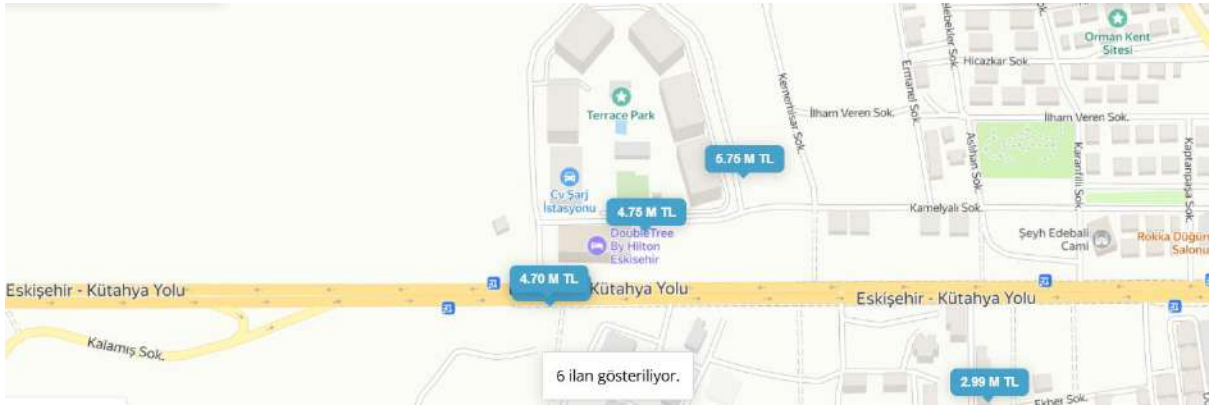 Orman Kent
Sitesi
Hicazkar Sok.
Ermanel Sok.
Kemerhisar Sok.
Terrace Park
İlham Veren Sok.
İlham Veren Sok.
Aslıhan Sok.
Karanfilli Sok.
Kaptanpaşa Sok.
5.75 M TL
Cv Şarj
İstasyonu
4.75 M TL
Kamelyalı Sok.
DoubleTree
By Hilton
Eskisehir
Şeyh Edebali
Cami
Rokka Düğün
Salonu
4.70 M TL
Eskişehir - Kütahya Yolu
Kütahya Yolu
Eskişehir - Kütahya Yolu
Kalamış Sok.
6 ilan gösteriliyor.
2.99 M TL